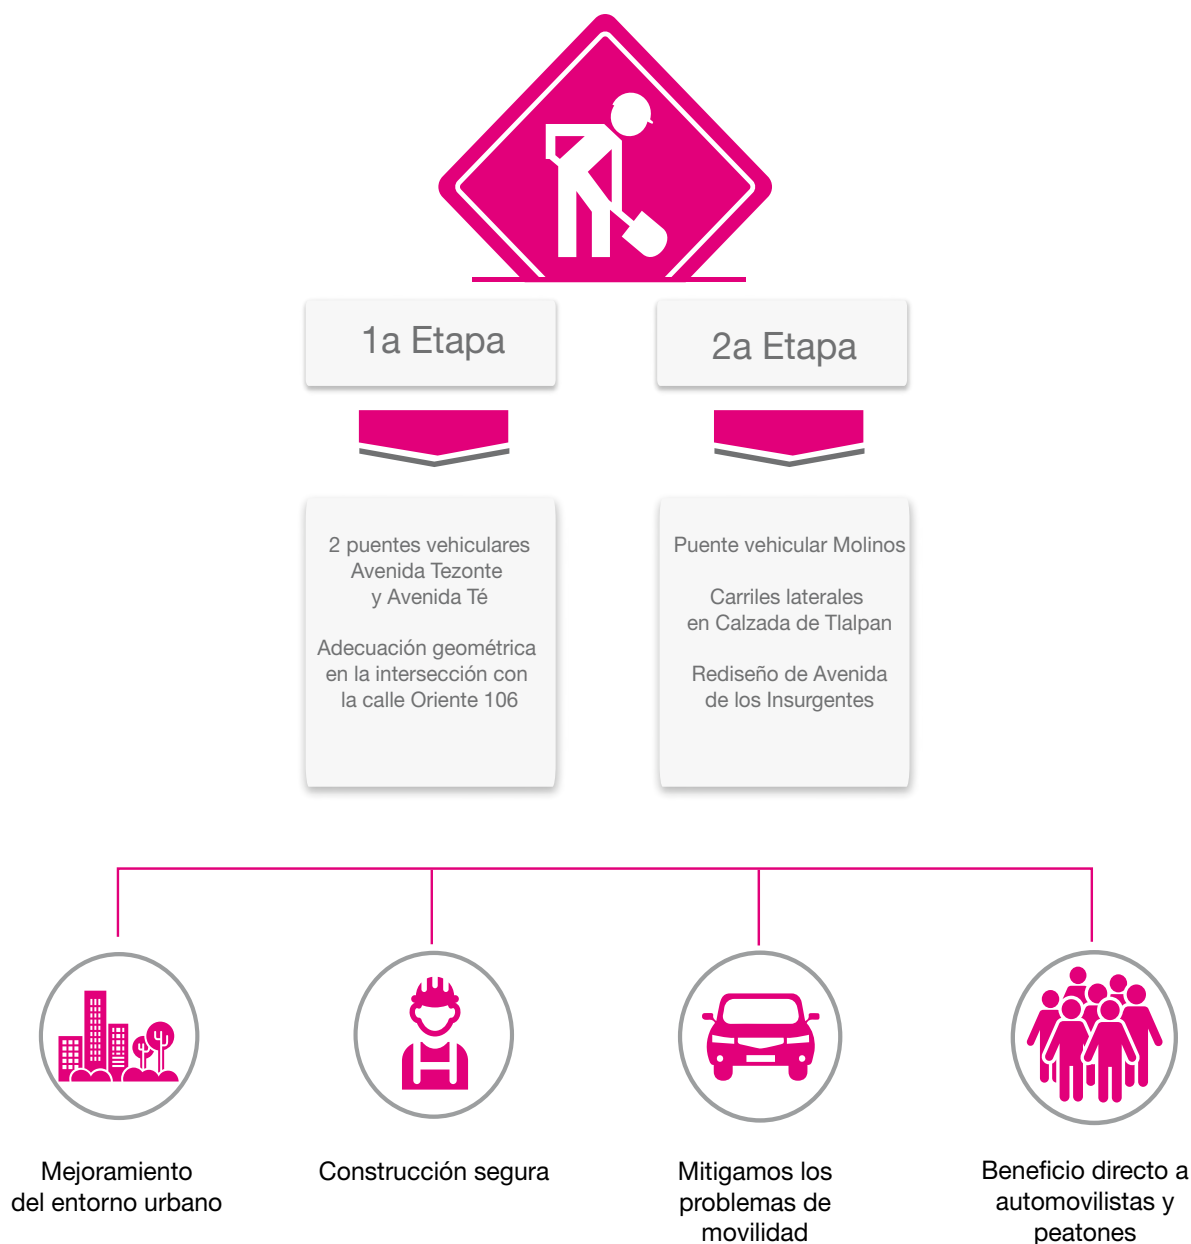 1a Etapa
2a Etapa
2 puentes vehiculares
Avenida Tezonte
y Avenida Té
Adecuación geométrica
en la intersección con
la calle Oriente 106
Puente vehicular Molinos
Carriles laterales
en Calzada de Tlalpan
Rediseño de Avenida
de los Insurgentes
Mejoramiento
del entorno urbano
Construcción segura
Mitigamos los
problemas de
movilidad
Beneficio directo a
automovilistas y
peatones